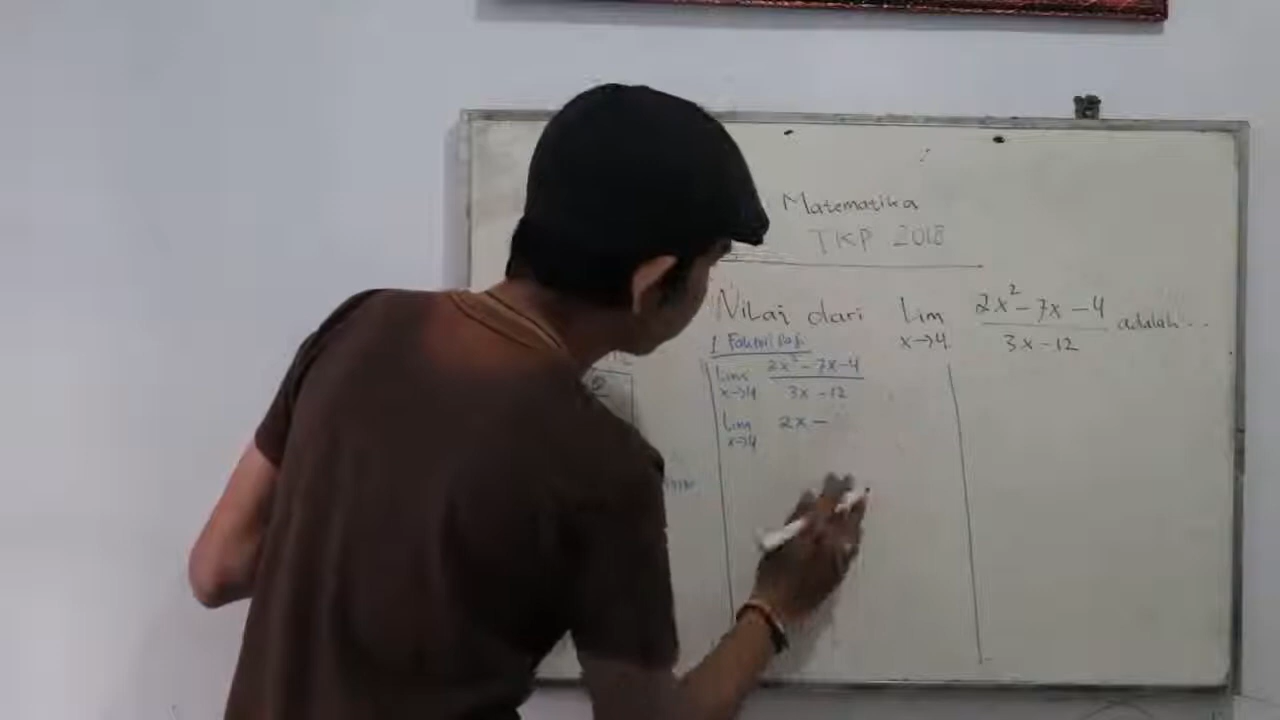 Matematika
TKP 2018
Nilai dari Lim x→4 2x² - 7x - 4 / 3x - 12 adalah...
1 Faktorisasi
Lim x→4 2x² - 7x - 4 / 3x - 12
Lim x→4 2x -